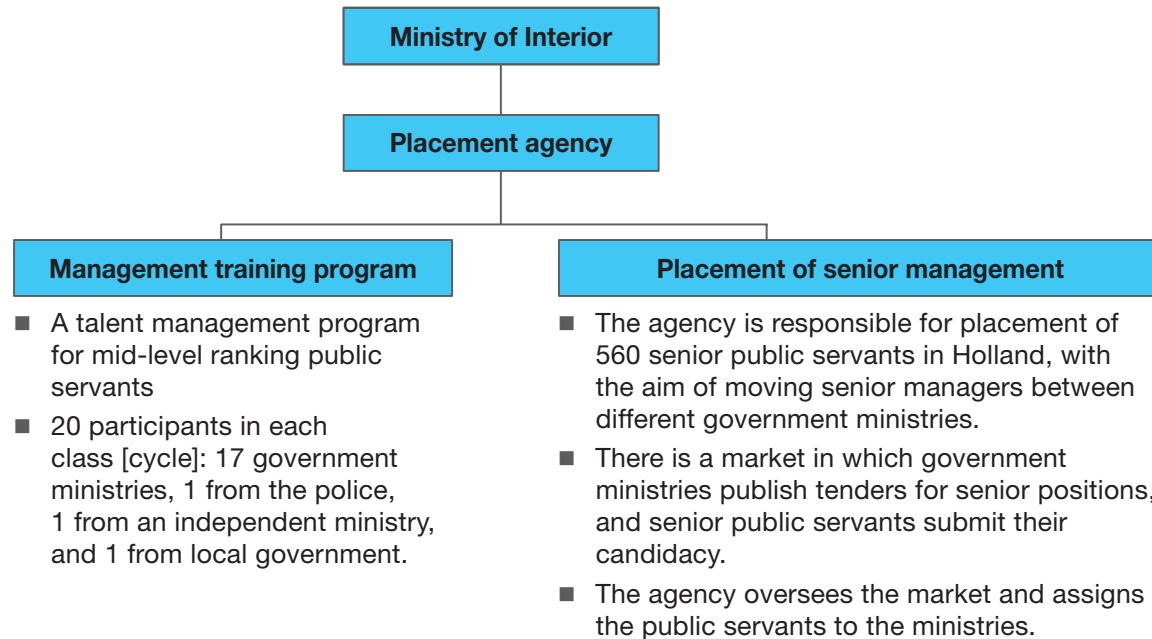 Ministry of Interior
Placement agency
Management training program
■ A talent management program
for mid-level ranking public
servants
■ 20 participants in each
class [cycle]: 17 government
ministries, 1 from the police,
1 from an independent ministry,
and 1 from local government.
Placement of senior management
■ The agency is responsible for placement of
560 senior public servants in Holland, with
the aim of moving senior managers between
different government ministries.
■ There is a market in which government
ministries publish tenders for senior positions,
and senior public servants submit their
candidacy.
■ The agency oversees the market and assigns
the public servants to the ministries.